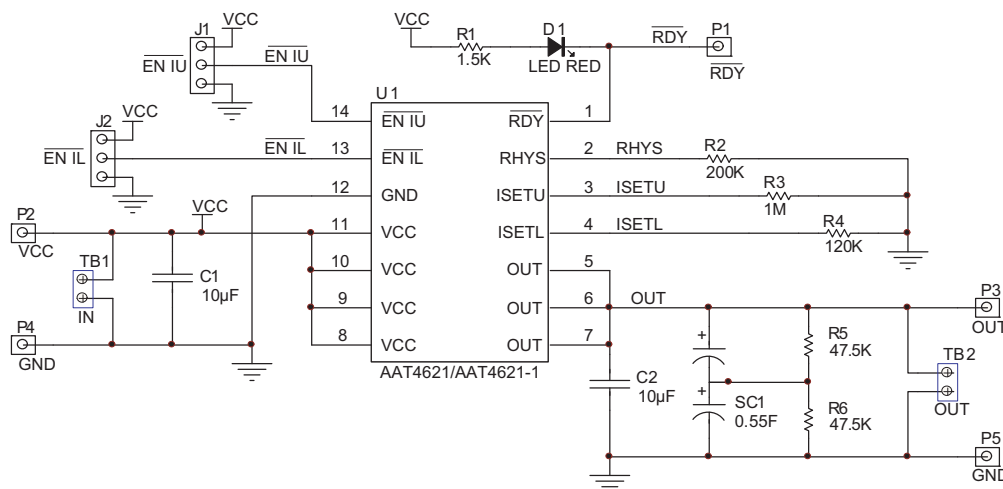 J1
VCC
EN IU
EN IU
VCC
R1
1.5K
D1
LED RED
RDY
P1
RDY
J2
VCC
EN IL
EN IL
U1
14
EN IU
RDY
1
13
EN IL
RHYS
2
RHYS
R2
200K
12
GND
ISETU
3
ISETU
R3
1M
P2
VCC
VCC
11
VCC
ISETL
4
ISETL
R4
120K
TB1
IN
C1
10µF
10
VCC
OUT
5
9
VCC
OUT
6
OUT
P3
OUT
P4
GND
8
VCC
OUT
7
AAT4621/AAT4621-1
C2
10µF
+
+
SC1
0.55F
R5
47.5K
R6
47.5K
TB2
OUT
P5
GND